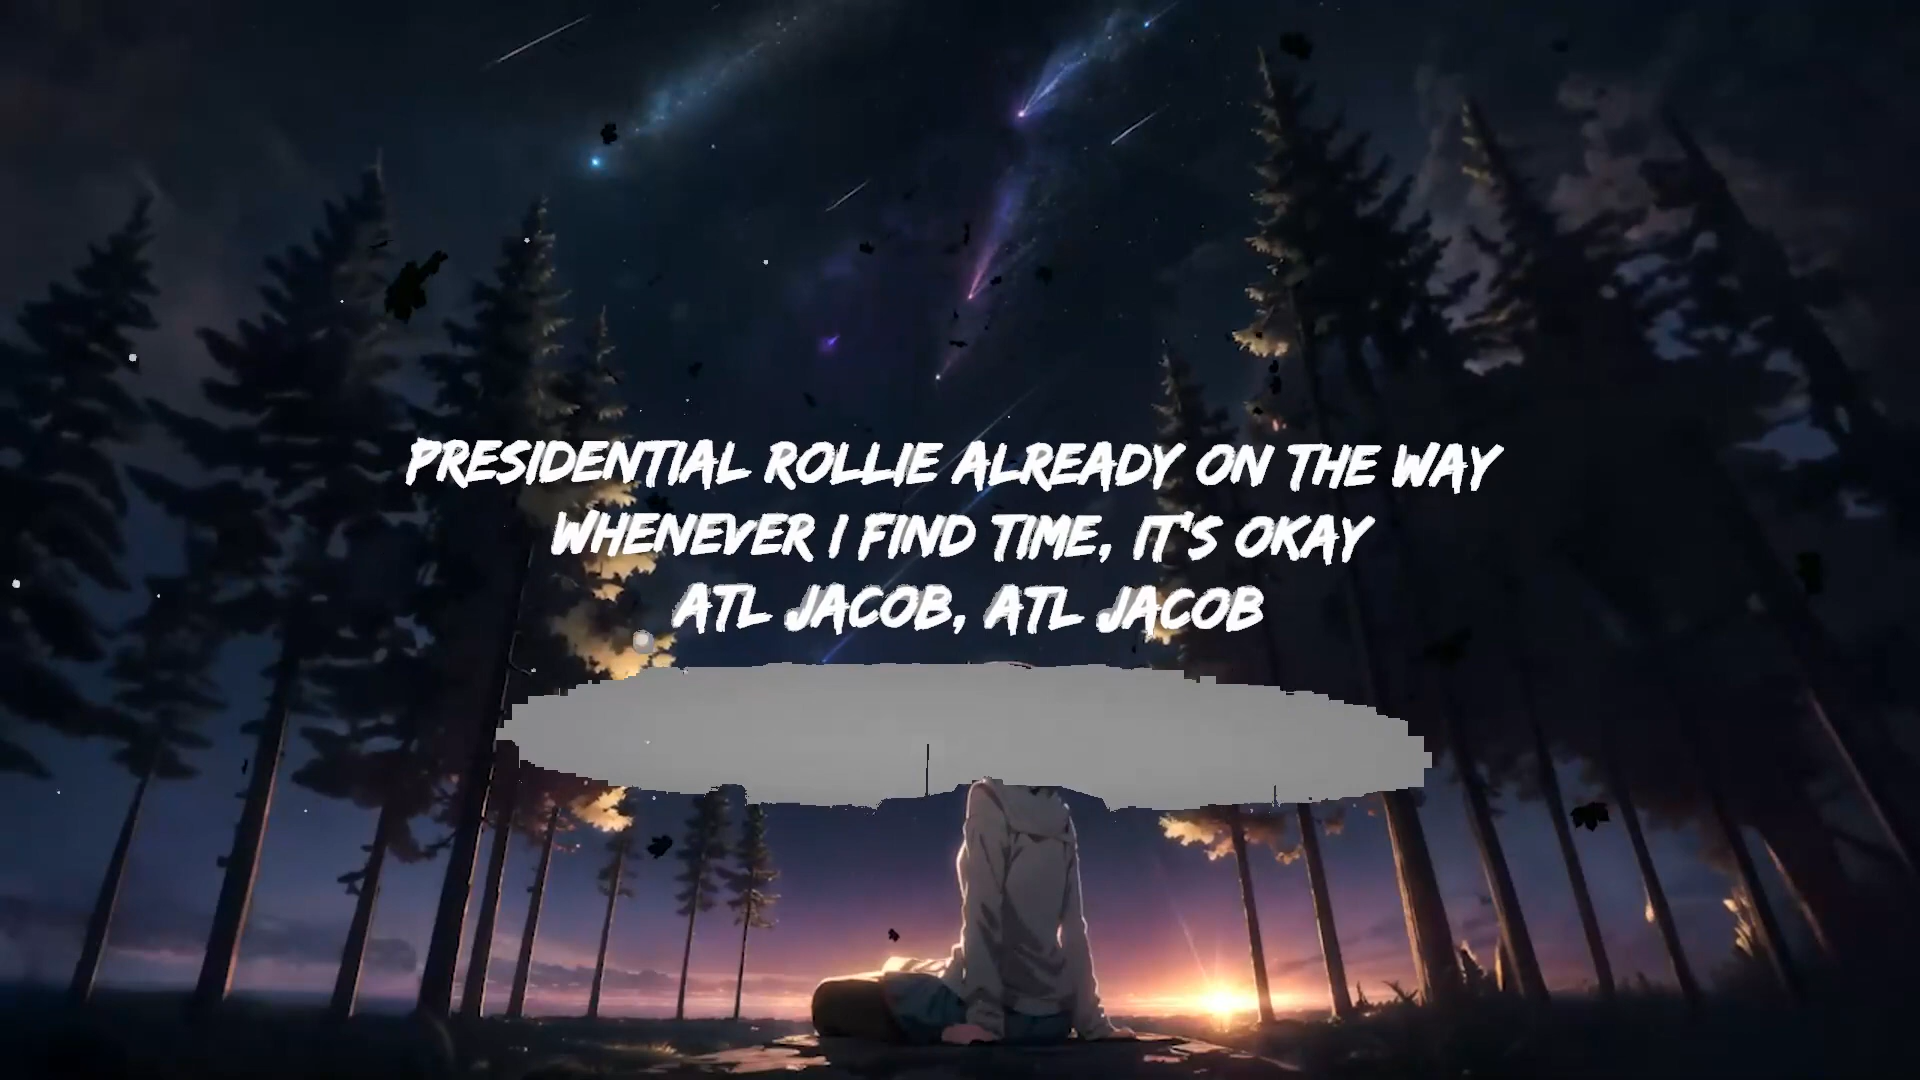 PRESIDENTIAL ROLLIE ALREADY ON THE WAY
WHENEVER I FIND TIME, IT'S OKAY
ATL JACOB, ATL JACOB